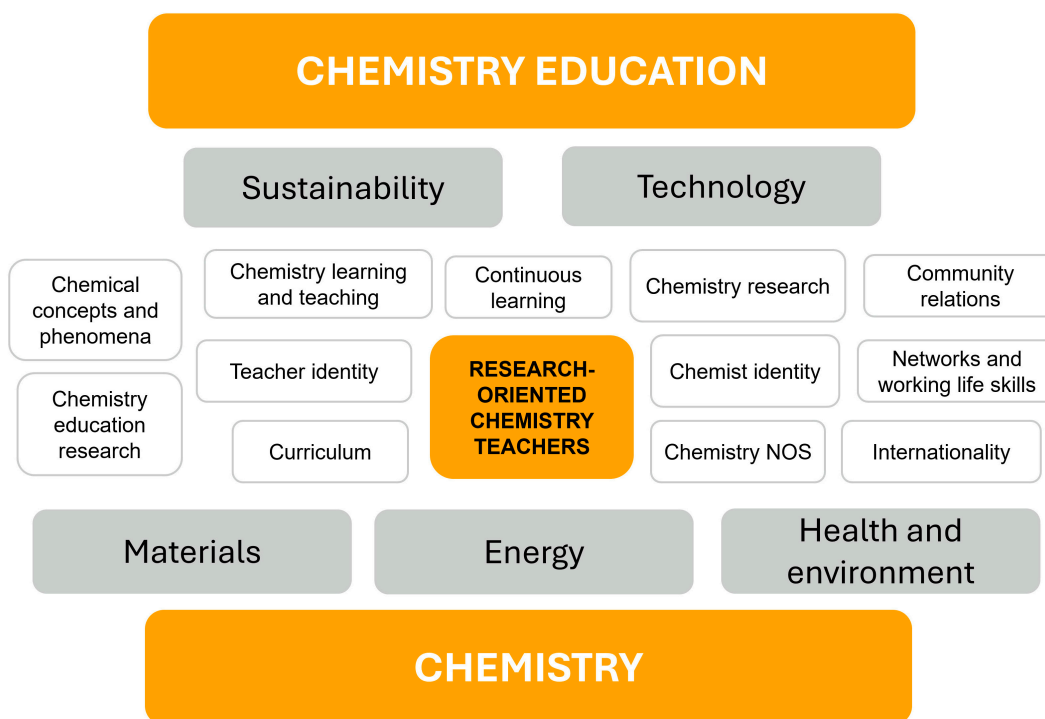 CHEMISTRY EDUCATION
Sustainability
Technology
Chemical
concepts and
phenomena
Chemistry learning
and teaching
Continuous
learning
Chemistry research
Community
relations
Teacher identity
RESEARCH-
ORIENTED
CHEMISTRY
TEACHERS
Chemist identity
Networks and
working life skills
Chemistry
education
research
Curriculum
Chemistry NOS
Internationality
Materials
Energy
Health and
environment
CHEMISTRY